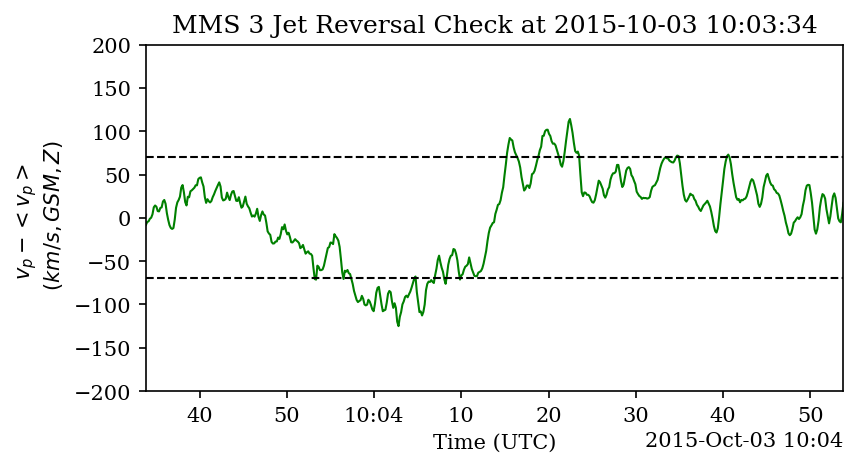 MMS 3 Jet Reversal Check at 2015-10-03 10:03:34
200
150
100
50
0
−50
−100
−150
−200
v_p − < v_p >
(km/s, GSM, Z)
40 50 10:04 10 20 30 40 50
Time (UTC)
2015-Oct-03 10:04